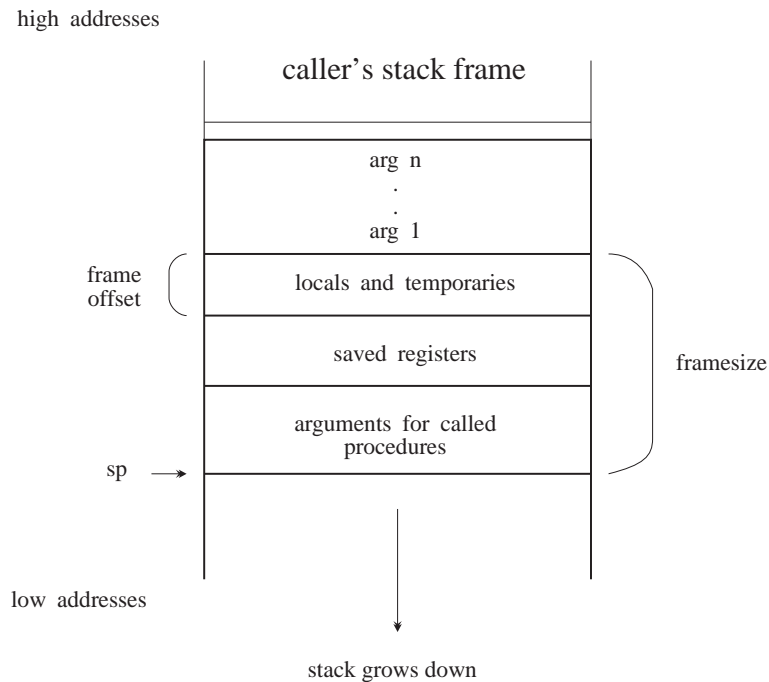 high addresses
caller's stack frame
arg n
.
.
arg 1
frame
offset
locals and temporaries
saved registers
framesize
arguments for called
procedures
sp
low addresses
stack grows down